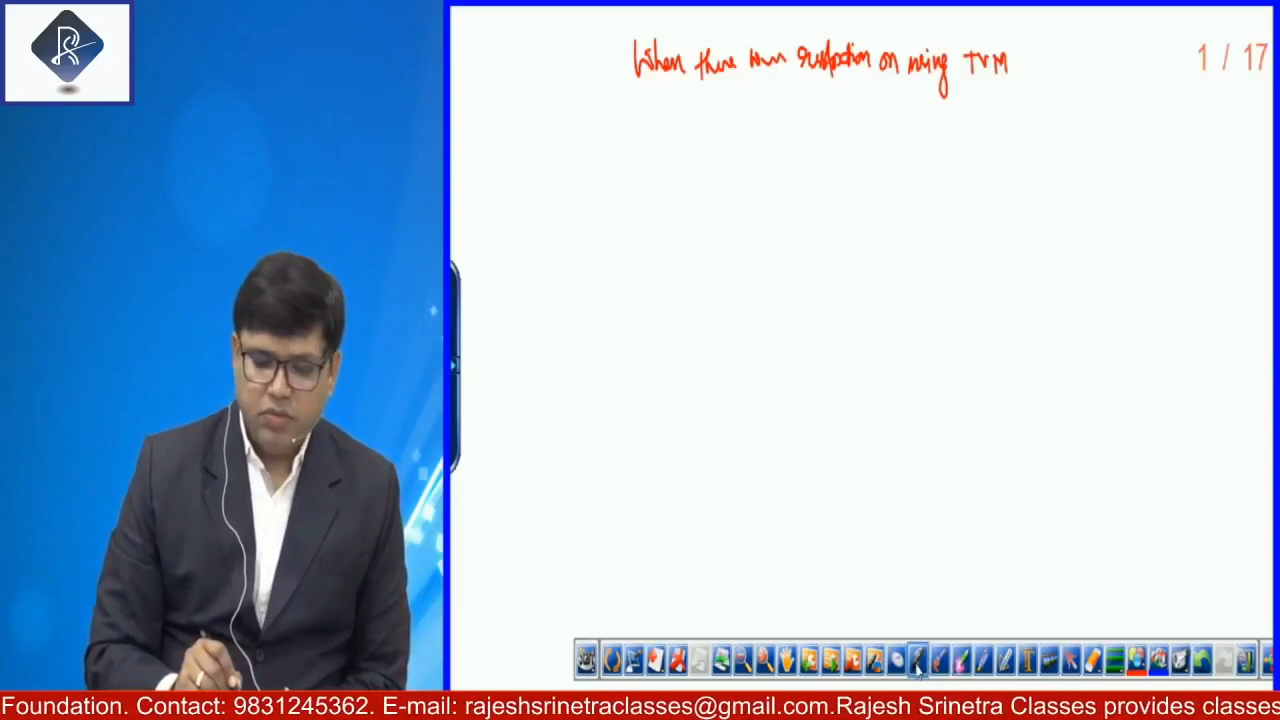 When there was on using TVM
1 / 17
Foundation. Contact: 9831245362. E-mail: rajeshsrinetraclasses@gmail.com.Rajesh Srinetra Classes provides classes